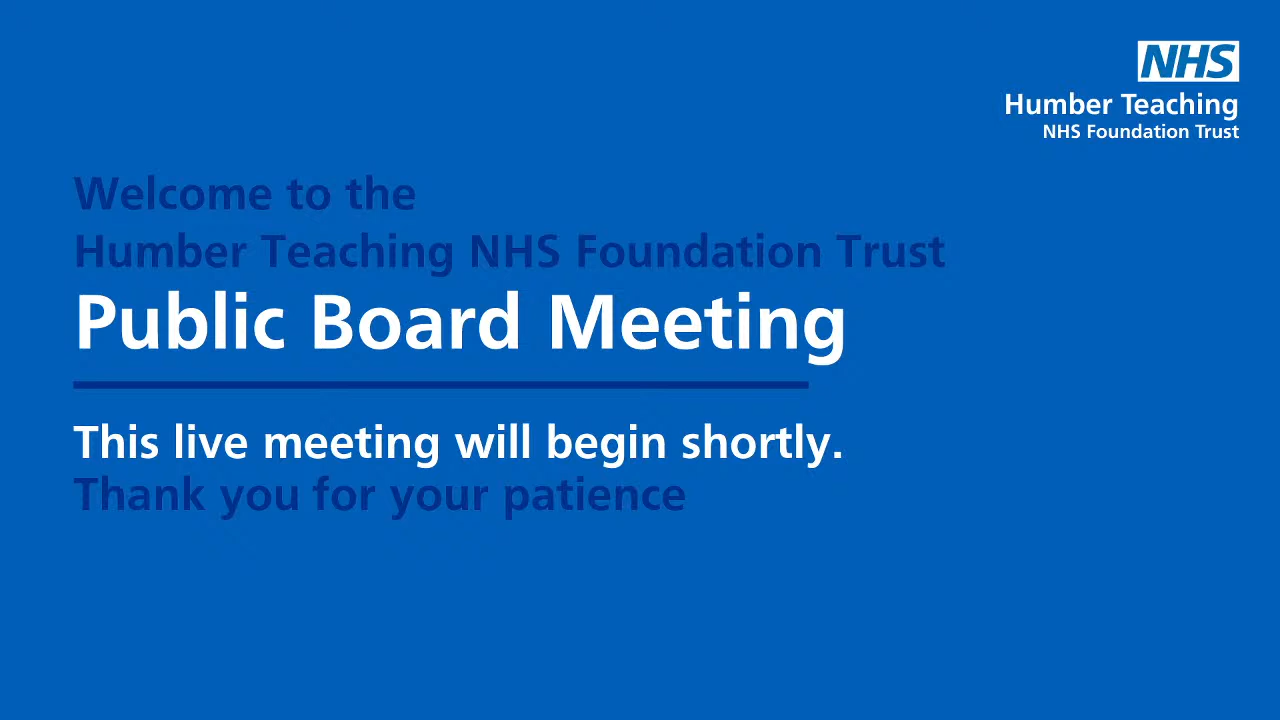 NHS
Humber Teaching
NHS Foundation Trust
Welcome to the
Humber Teaching NHS Foundation Trust
Public Board Meeting
This live meeting will begin shortly.
Thank you for your patience